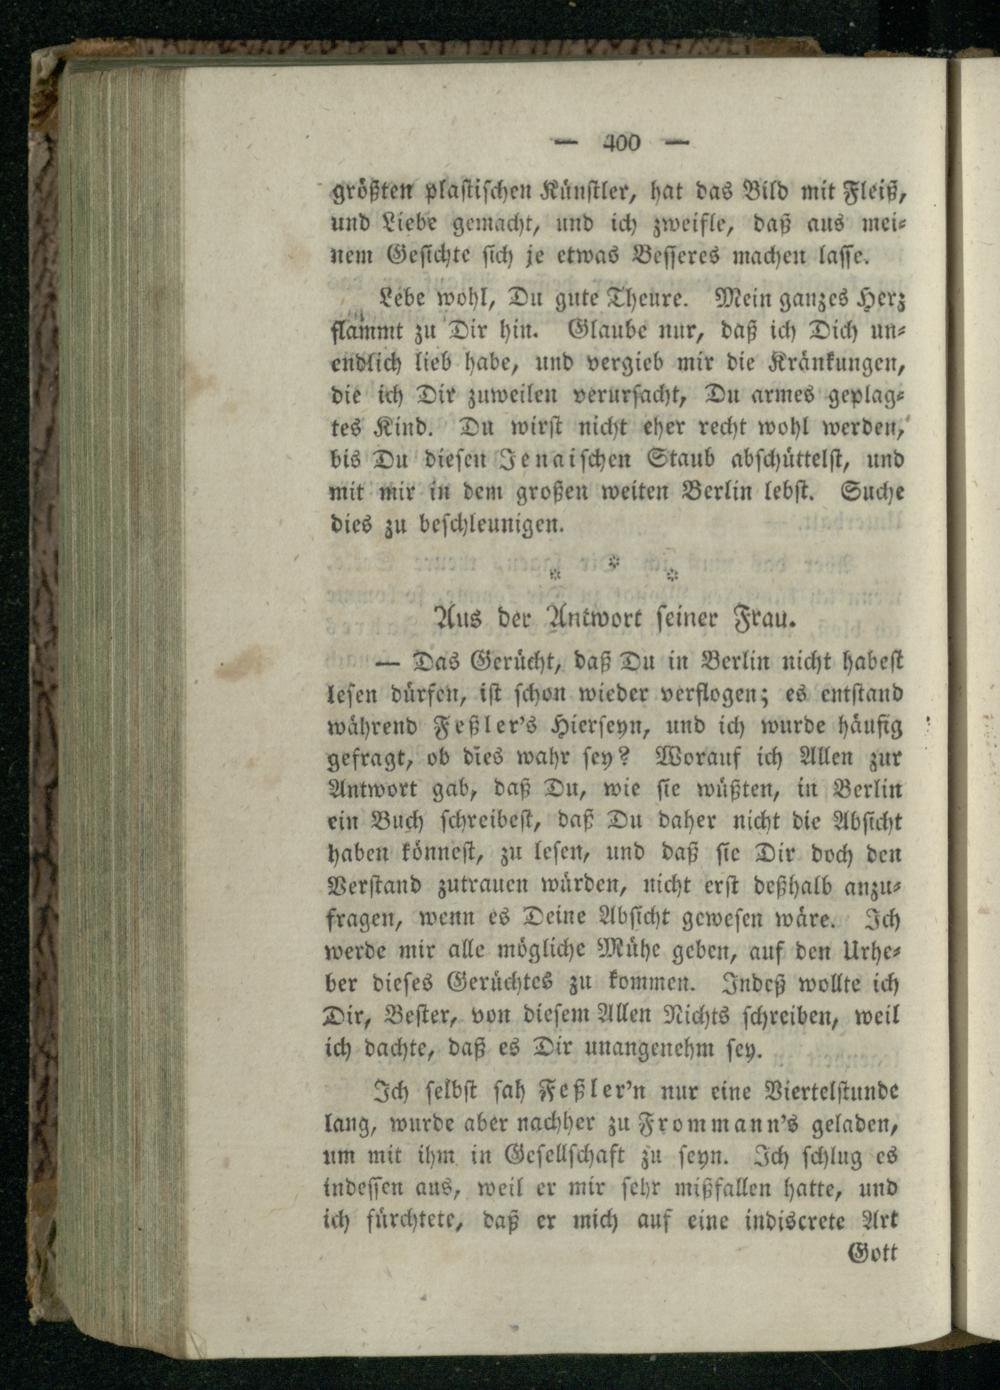 — 400 —
größten plastischen Künstler, hat das Bild mit Fleiß,
und Liebe gemacht, und ich zweifle, daß aus mei-
nem Gesichte sich je etwas Besseres machen lasse.
Lebe wohl, Du gute Theure. Mein ganzes Herz
flammt zu Dir hin. Glaube nur, daß ich Dich un-
endlich lieb habe, und vergieb mir die Kränkungen,
die ich Dir zuweilen verursacht, Du armes geplag-
tes Kind. Du wirst nicht eher recht wohl werden,
bis Du diesen Jenaischen Staub abschüttelst, und
mit mir in dem großen weiten Berlin lebst. Suche
dies zu beschleunigen.
* * *
Aus der Antwort seiner Frau.
— Das Gerücht, daß Du in Berlin nicht habest
lesen dürfen, ist schon wieder verflogen; es entstand
während Feßler's Hierseyn, und ich wurde häufig
gefragt, ob dies wahr sey? Worauf ich Allen zur
Antwort gab, daß Du, wie sie wüßten, in Berlin
ein Buch schreibest, daß Du daher nicht die Absicht
haben könnest, zu lesen, und daß sie Dir doch den
Verstand zutrauen würden, nicht erst deßhalb anzu-
fragen, wenn es Deine Absicht gewesen wäre. Ich
werde mir alle mögliche Mühe geben, auf den Urhe-
ber dieses Gerüchtes zu kommen. Indeß wollte ich
Dir, Bester, von diesem Allen Nichts schreiben, weil
ich dachte, daß es Dir unangenehm sey.
Ich selbst sah Feßler'n nur eine Viertelstunde
lang, wurde aber nachher zu Frommann's geladen,
um mit ihm in Gesellschaft zu seyn. Ich schlug es
indessen aus, weil er mir sehr mißfallen hatte, und
ich fürchtete, daß er mich auf eine indiscrete Art
Gott